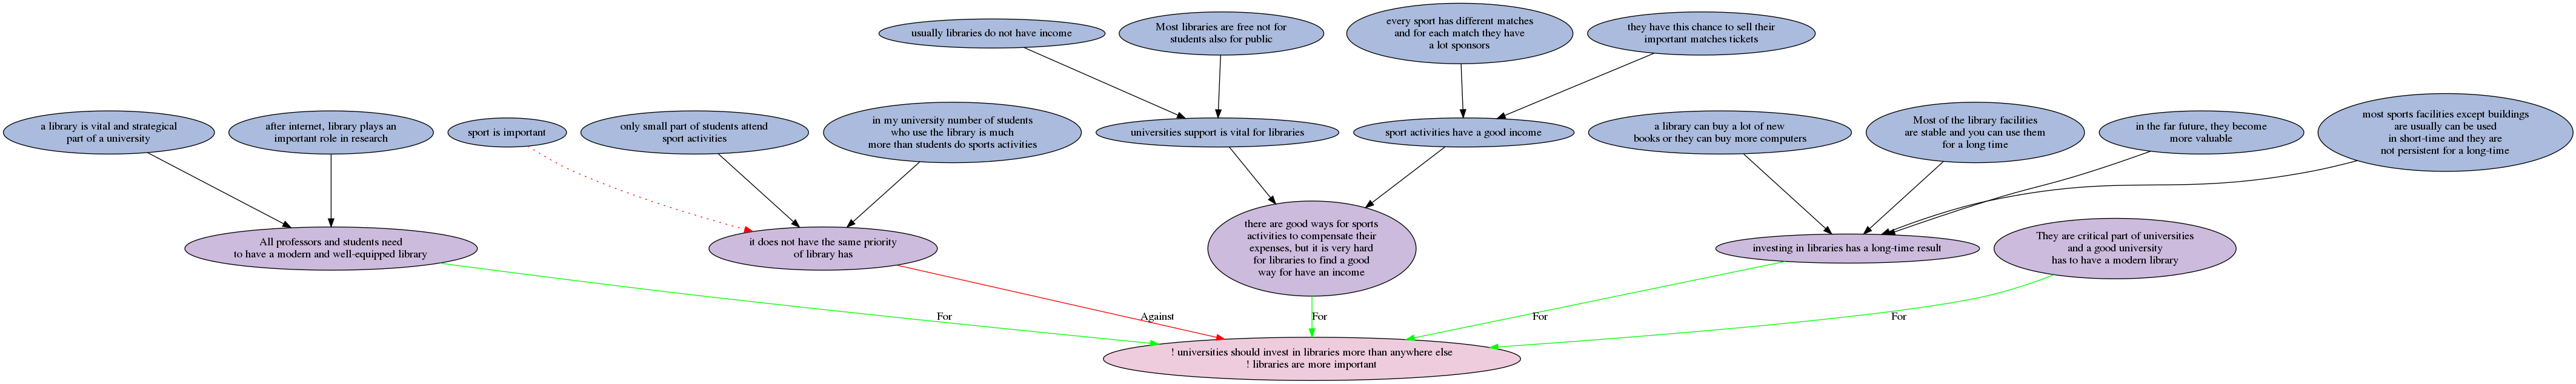 usually libraries do not have income
Most libraries are free not for
students also for public
every sport has different matches
and for each match they have
a lot sponsors
they have this chance to sell their
important matches tickets
a library is vital and strategical
part of a university
after internet, library plays an
important role in research
sport is important
only small part of students attend
sport activities
in my university number of students
who use the library is much
more than students do sports activities
universities support is vital for libraries
sport activities have a good income
a library can buy a lot of new
books or they can buy more computers
Most of the library facilities
are stable and you can use them
for a long time
in the far future, they become
more valuable
most sports facilities except buildings
are usually can be used
in short-time and they are
not persistent for a long-time
All professors and students need
to have a modern and well-equipped library
it does not have the same priority
of library has
there are good ways for sports
activities to compensate their
expenses, but it is very hard
for libraries to find a good
way for have an income
investing in libraries has a long-time result
They are critical part of universities
and a good university
has to have a modern library
For
Against
For
For
For
! universities should invest in libraries more than anywhere else
! libraries are more important